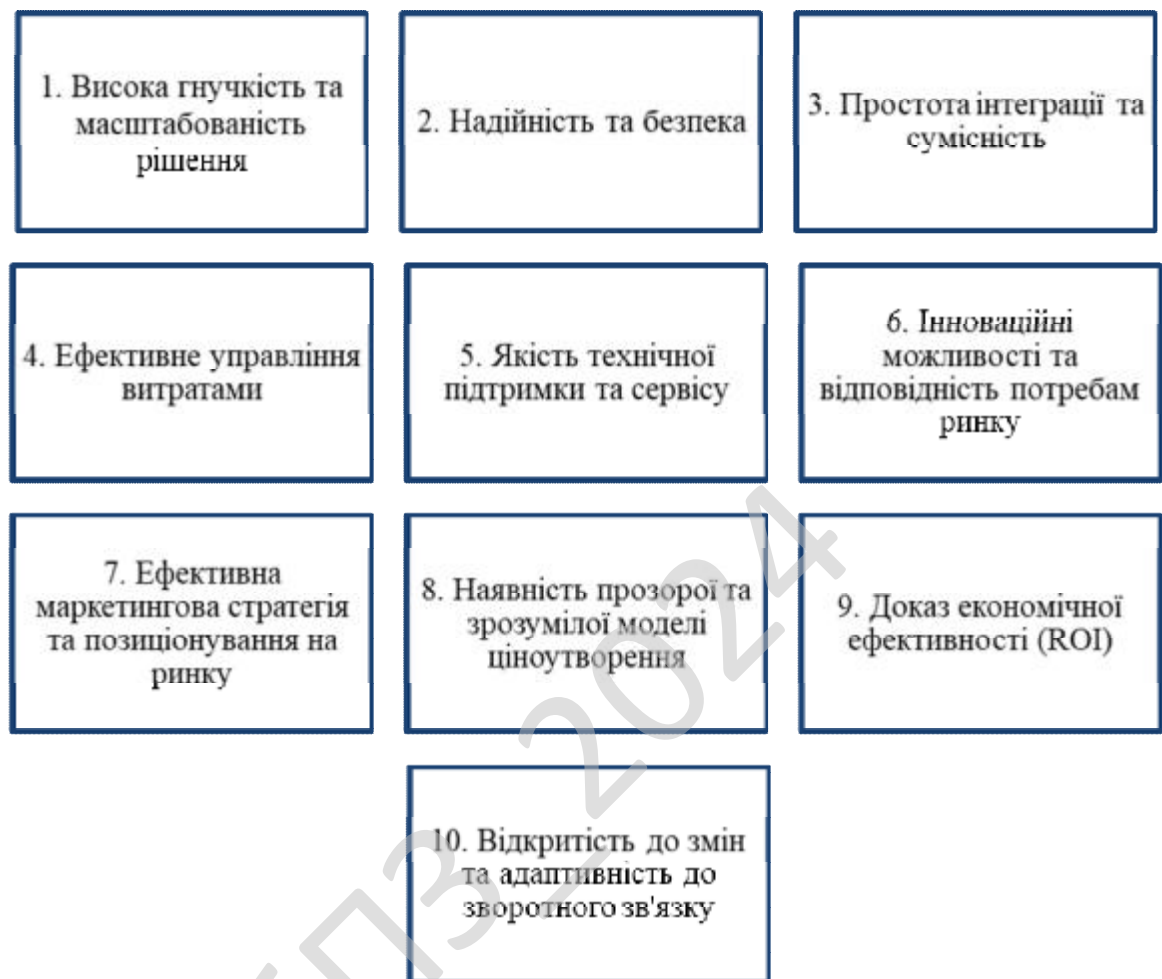 1. Висока гнучкість та
масштабованість
рішення
2. Надійність та безпека
3. Простота інтеграції та
сумісність
4. Ефективне управління
витратами
5. Якість технічної
підтримки та сервісу
6. Інноваційні
можливості та
відповідність потребам
ринку
7. Ефективна
маркетингова стратегія
та позиціонування на
ринку
8. Наявність прозорої та
зрозумілої моделі
ціноутворення
9. Доказ економічної
ефективності (ROI)
10. Відкритість до змін
та адаптивність до
зворотного зв'язку
ПЗ_2024